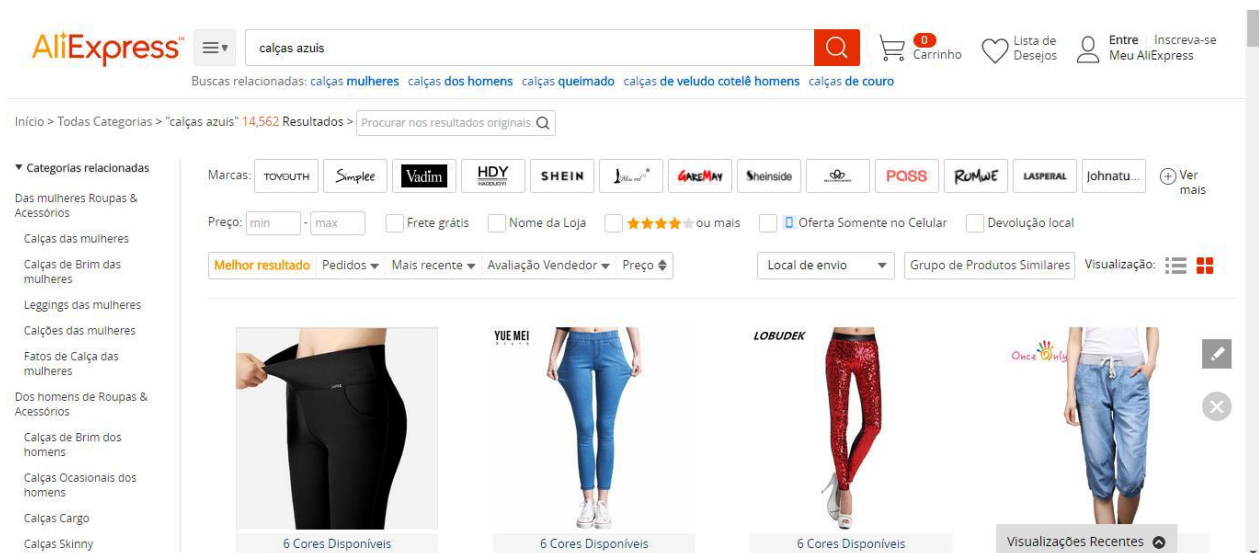 AliExpress
calças azuis
0
Carrinho
Lista de
Desejos
Entre | Inscreva-se
Meu AliExpress
Buscas relacionadas: calças mulheres calças dos homens calças queimado calças de veludo cotelê homens calças de couro
Início > Todas Categorias > "calças azuis" 14,562 Resultados > Procurar nos resultados originais
Categorias relacionadas
Das mulheres Roupas &
Acessórios
Calças das mulheres
Calças de Brim das
mulheres
Leggings das mulheres
Calções das mulheres
Fatos de Calça das
mulheres
Dos homens de Roupas &
Acessórios
Calças de Brim dos
homens
Calças Ocasionais dos
homens
Calças Cargo
Calças Skinny
Marcas: TOYOUTH Simplee Vadim HDY HAODUOYI SHEIN GAREMAY Sheinside POSS ROMWE LASPERAL Johnatu... Ver
mais
Preço: min - max Frete grátis Nome da Loja ou mais Oferta Somente no Celular Devolução local
Melhor resultado Pedidos Mais recente Avaliação Vendedor Preço Local de envio Grupo de Produtos Similares Visualização:
YUE MEI
LOBUDEK
Once Only
6 Cores Disponíveis
6 Cores Disponíveis
6 Cores Disponíveis
Visualizações Recentes